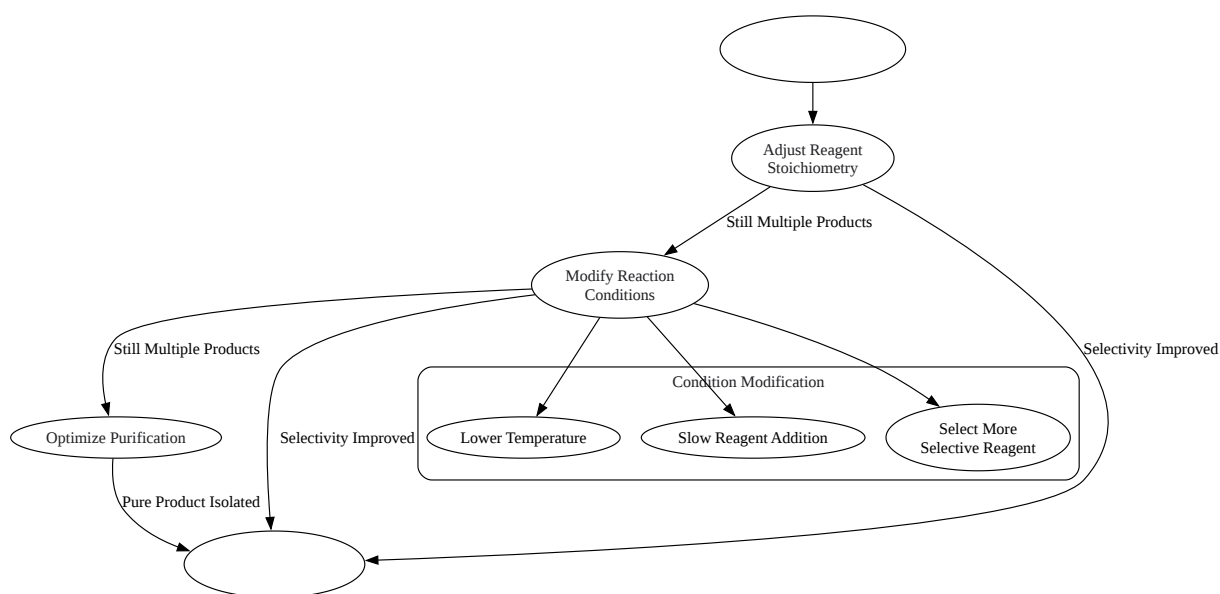 Adjust Reagent
Stoichiometry
Still Multiple Products
Modify Reaction
Conditions
Still Multiple Products
Selectivity Improved
Condition Modification
Optimize Purification
Selectivity Improved
Lower Temperature
Slow Reagent Addition
Select More
Selective Reagent
Pure Product Isolated